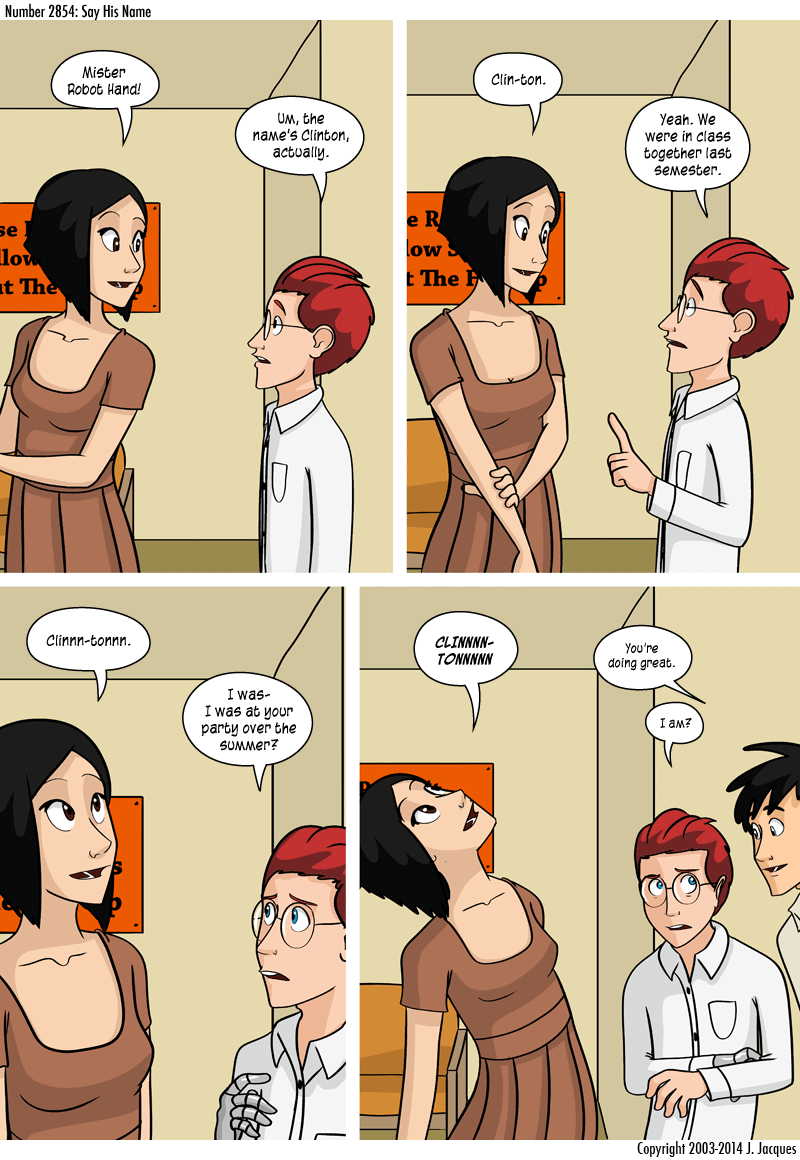 Number 2854: Say His Name
Mister
Robot Hand!
Um, the
name's Clinton,
actually.
Clin-ton.
Yeah. We
were in class
together last
semester.
Clinnn-tonnn.
I was-
I was at your
party over the
summer?
CLINNNN-
TONNNNN
You're
doing great.
I am?
Copyright 2003-2014 J. Jacques